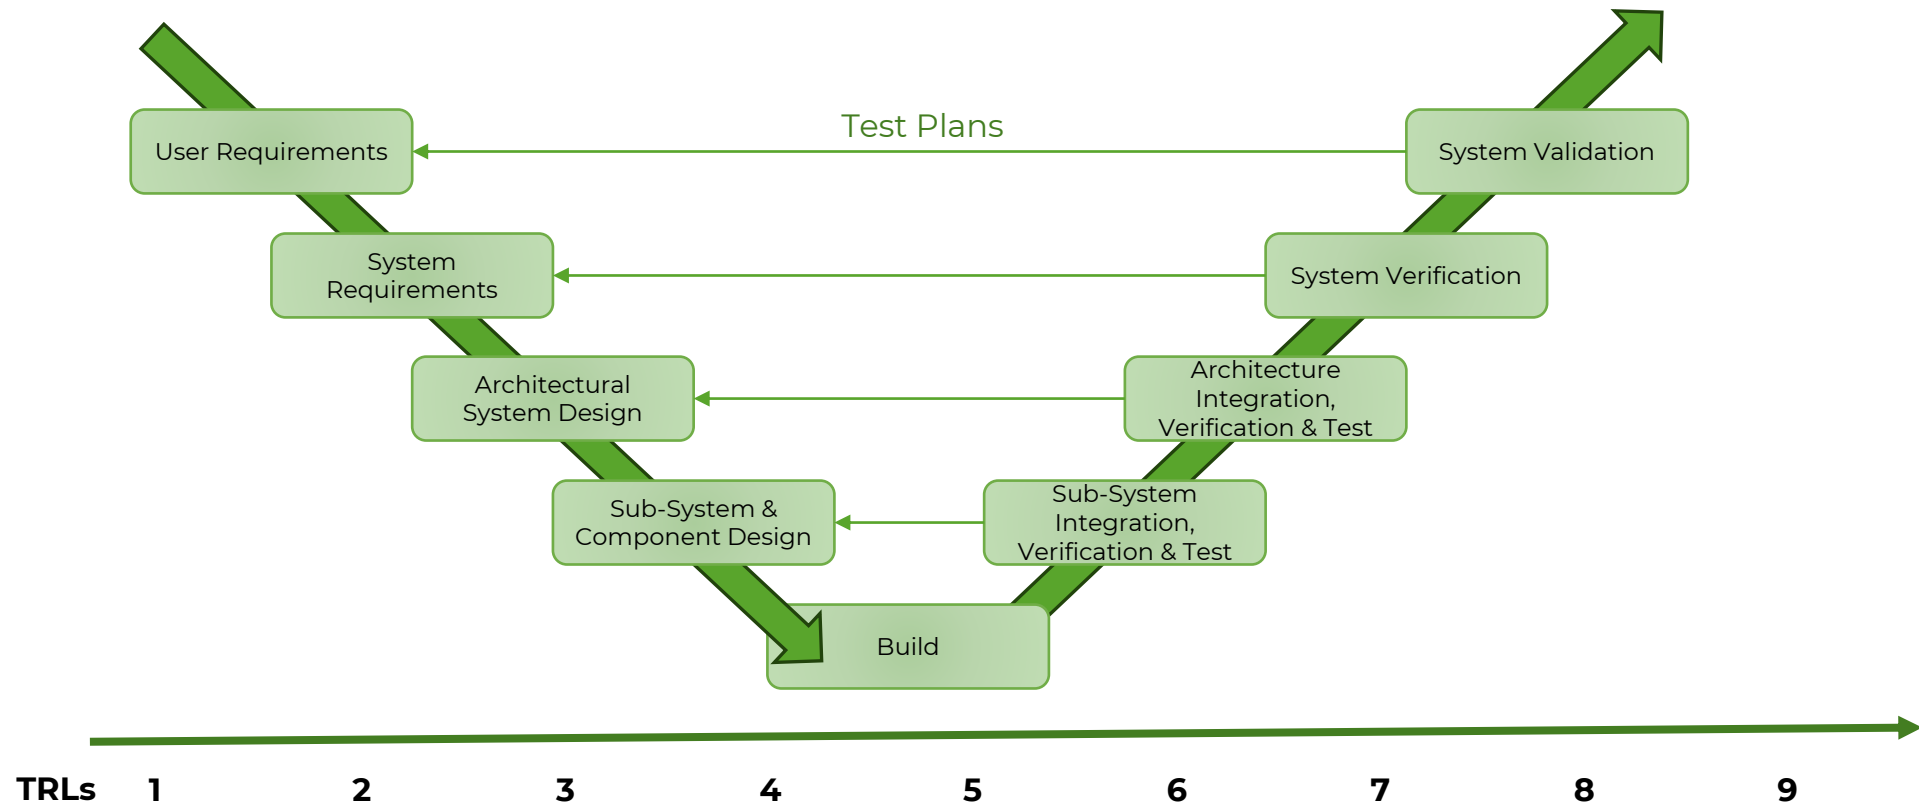 Test Plans
User Requirements
System Validation
System
Requirements
System Verification
Architectural
System Design
Architecture
Integration,
Verification & Test
Sub-System &
Component Design
Sub-System
Integration,
Verification & Test
Build
TRLs 1 2 3 4 5 6 7 8 9